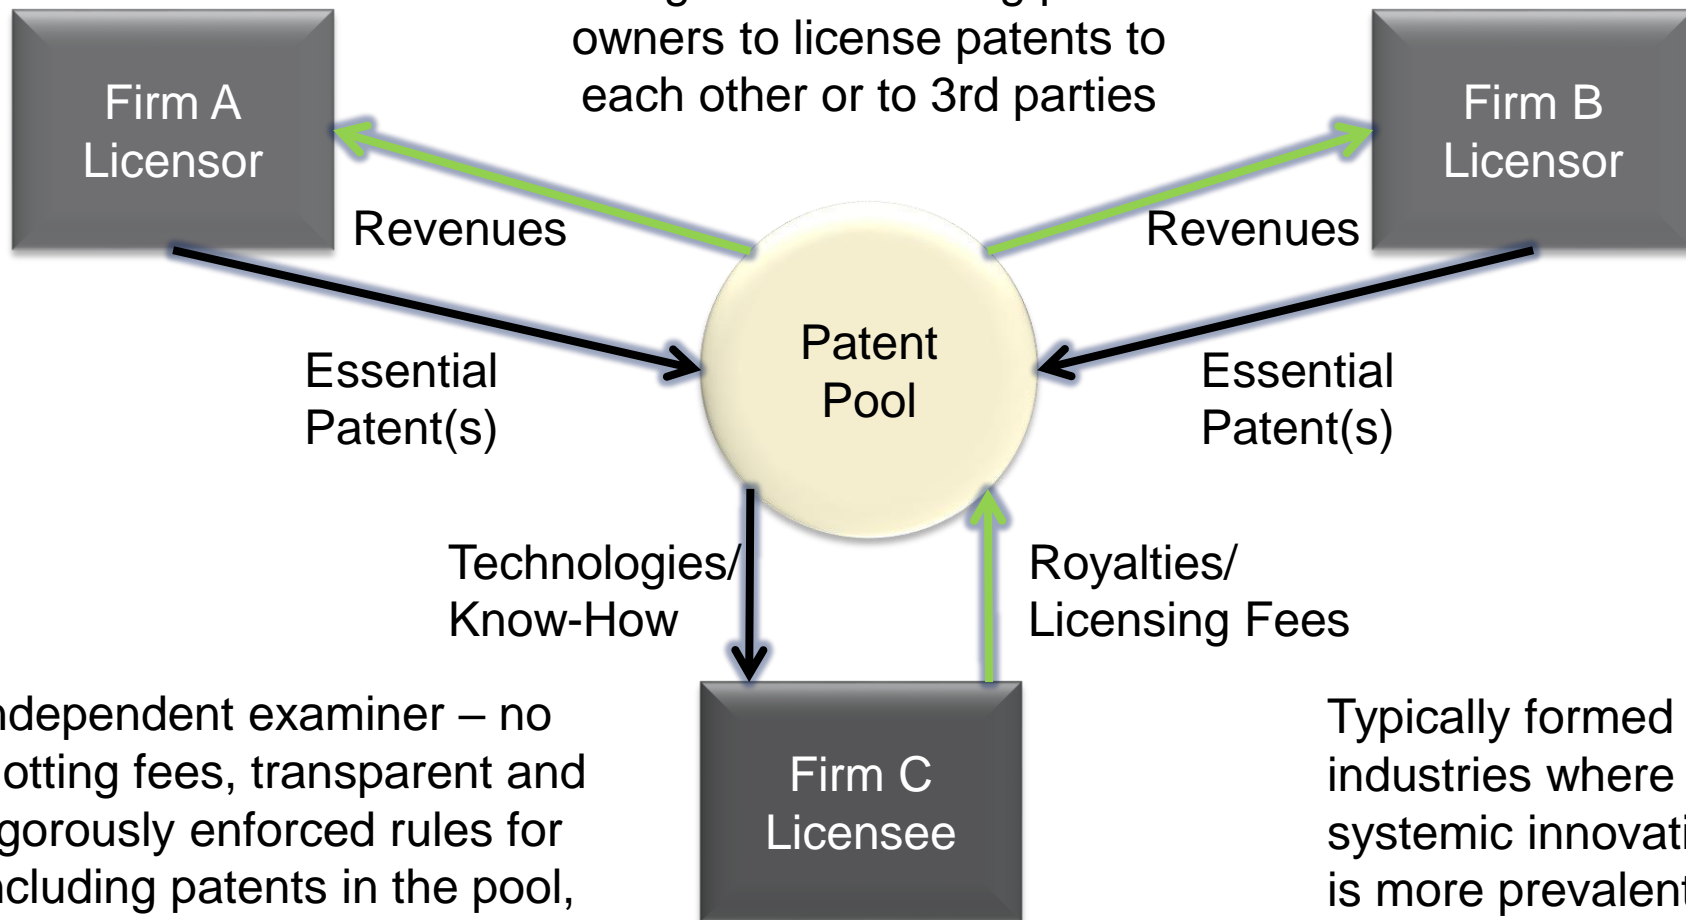 owners to license patents to
each other or to 3rd parties
Firm A
Licensor
Firm B
Licensor
Revenues
Revenues
Patent
Pool
Essential
Patent(s)
Essential
Patent(s)
Technologies/
Know-How
Royalties/
Licensing Fees
Firm C
Licensee
ndependent examiner – no
otting fees, transparent and
gorously enforced rules for
ncluding patents in the pool,
Typically formed
industries where
systemic innovati
is more prevalent